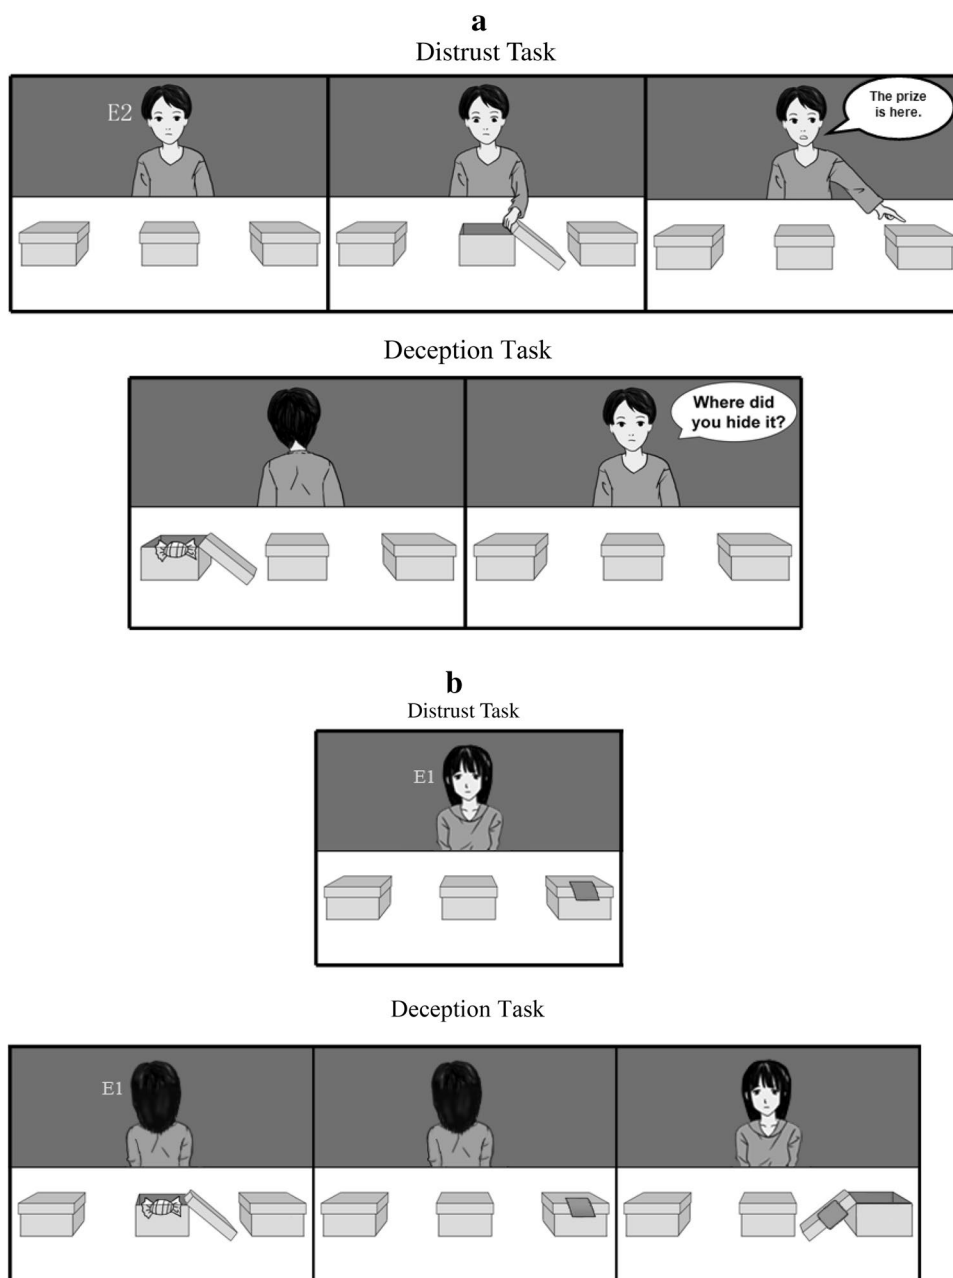 a
Distrust Task
E2
The prize
is here.
Deception Task
Where did
you hide it?
b
Distrust Task
E1
Deception Task
E1